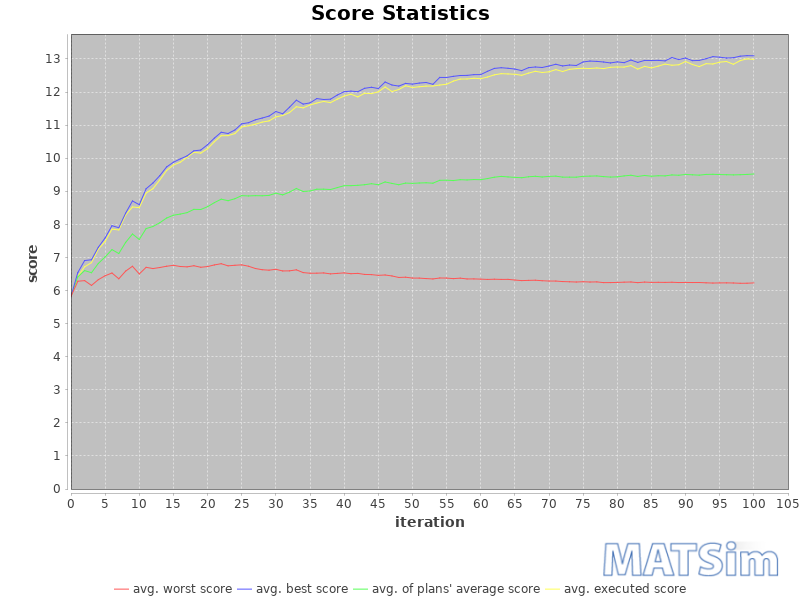 Score Statistics
13
12
11
10
9
8
7
6
5
4
3
2
1
0
score
0 5 10 15 20 25 30 35 40 45 50 55 60 65 70 75 80 85 90 95 100 105
iteration
MATSim
avg. worst score avg. best score avg. of plans' average score avg. executed score